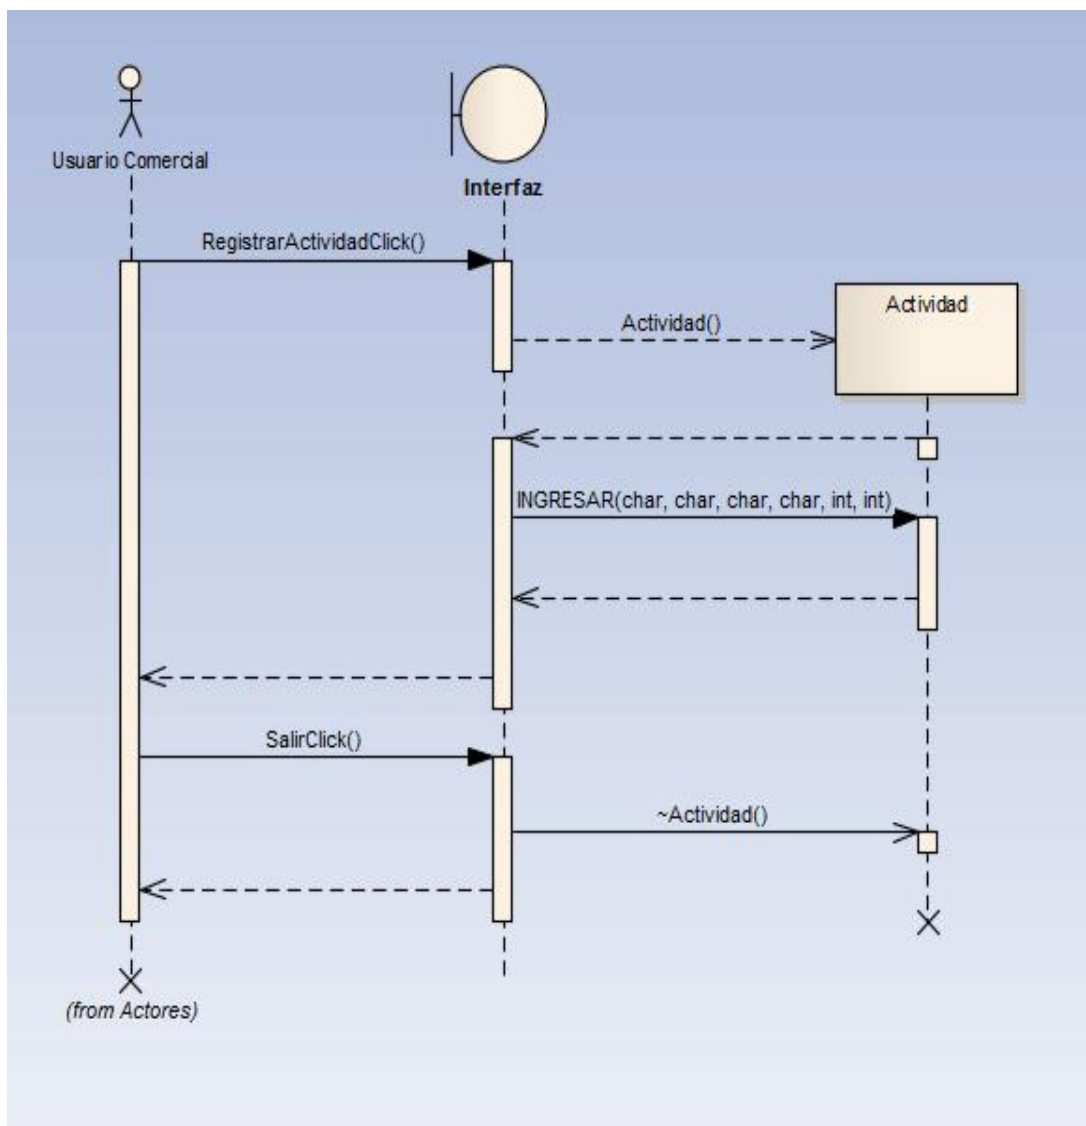 Usuario Comercial
Interfaz
RegistrarActividadClick()
Actividad
Actividad()
INGRESAR(char, char, char, char, int, int)
SalirClick()
~Actividad()
(from Actores)